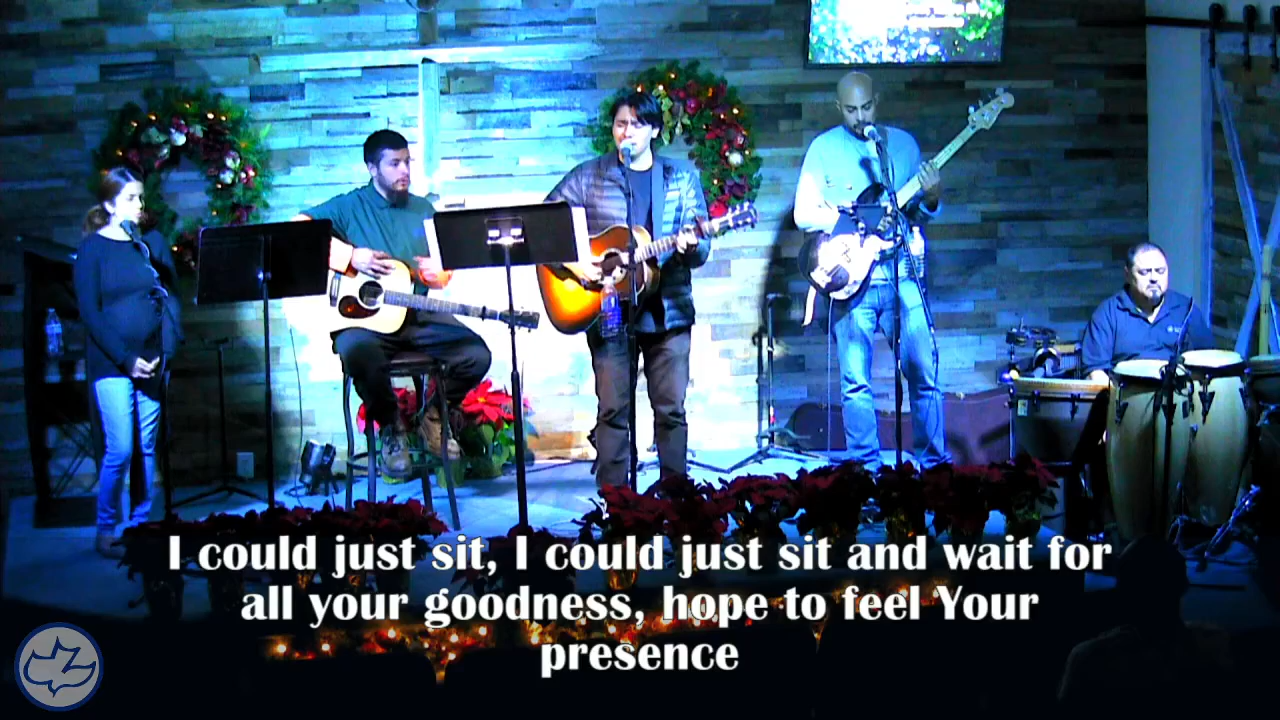 I could just sit, I could just sit and wait for
all your goodness, hope to feel Your
presence